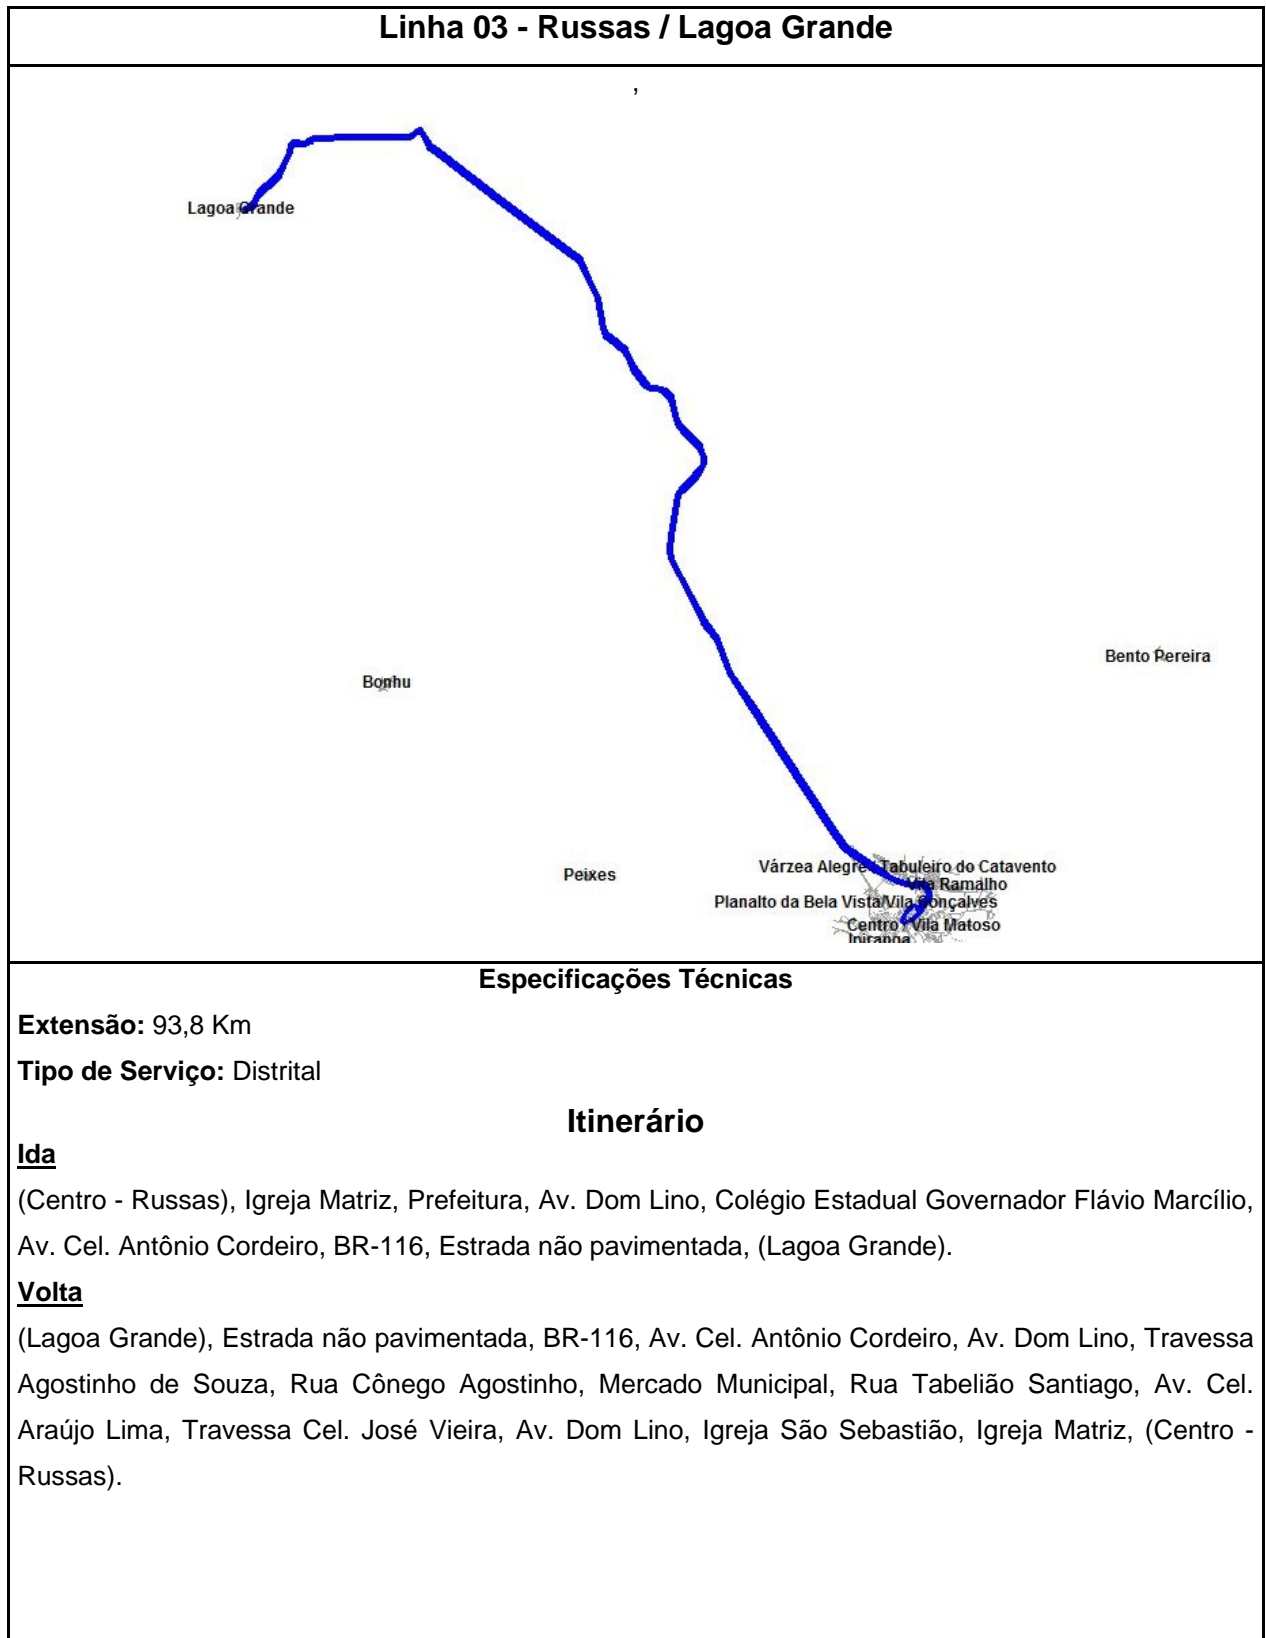 Linha 03 - Russas / Lagoa Grande
,
Lagoa Grande
Bento Pereira
Bonhu
Várzea Alegre / Tabuleiro do Catavento
Peixes
Vila Ramalho
Planalto da Bela Vista/Vila Gonçalves
Centro / Vila Matoso
Ipiranga
Especificações Técnicas
Extensão: 93,8 Km
Tipo de Serviço: Distrital
Itinerário
Ida
(Centro - Russas), Igreja Matriz, Prefeitura, Av. Dom Lino, Colégio Estadual Governador Flávio Marcílio,
Av. Cel. Antônio Cordeiro, BR-116, Estrada não pavimentada, (Lagoa Grande).
Volta
(Lagoa Grande), Estrada não pavimentada, BR-116, Av. Cel. Antônio Cordeiro, Av. Dom Lino, Travessa
Agostinho de Souza, Rua Cônego Agostinho, Mercado Municipal, Rua Tabelião Santiago, Av. Cel.
Araújo Lima, Travessa Cel. José Vieira, Av. Dom Lino, Igreja São Sebastião, Igreja Matriz, (Centro -
Russas).